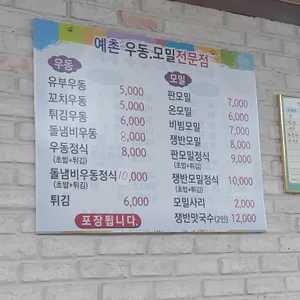 예촌 우동.모밀전문점
우동
유부우동 5,000
꼬치우동 5,000
튀김우동 6,000
돌냄비우동 8,000
우동정식 8,000
(초밥+튀김)
돌냄비우동정식 10,000
(초밥+튀김)
튀김 6,000
포장됩니다.
모밀
판모밀 7,000
온모밀 6,000
비빔모밀 7,000
쟁반모밀 8,000
판모밀정식 9,000
(초밥+튀김)
쟁반모밀정식 10,000
(초밥+튀김)
모밀사리 2,000
쟁반막국수(2인) 12,000